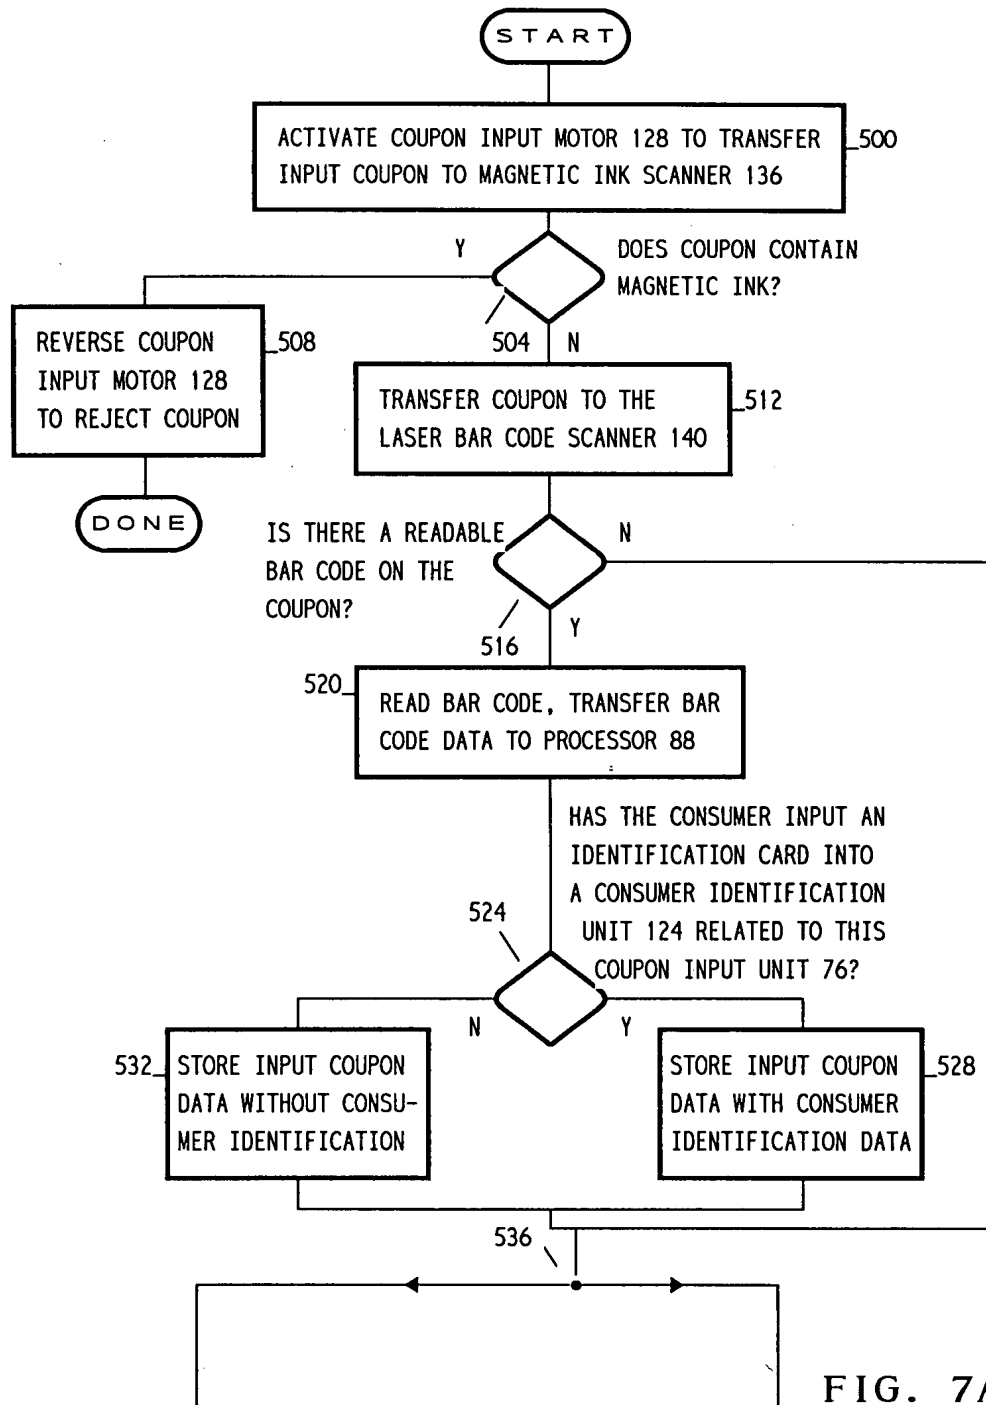 START
ACTIVATE COUPON INPUT MOTOR 128 TO TRANSFER
INPUT COUPON TO MAGNETIC INK SCANNER 136
500
Y
DOES COUPON CONTAIN
MAGNETIC INK?
504
N
REVERSE COUPON
INPUT MOTOR 128
TO REJECT COUPON
508
DONE
TRANSFER COUPON TO THE
LASER BAR CODE SCANNER 140
512
IS THERE A READABLE
BAR CODE ON THE
COUPON?
N
516
Y
520
READ BAR CODE, TRANSFER BAR
CODE DATA TO PROCESSOR 88
HAS THE CONSUMER INPUT AN
IDENTIFICATION CARD INTO
A CONSUMER IDENTIFICATION
UNIT 124 RELATED TO THIS
COUPON INPUT UNIT 76?
524
N
Y
532
STORE INPUT COUPON
DATA WITHOUT CONSU-
MER IDENTIFICATION
STORE INPUT COUPON
DATA WITH CONSUMER
IDENTIFICATION DATA
528
536
FIG. 7A